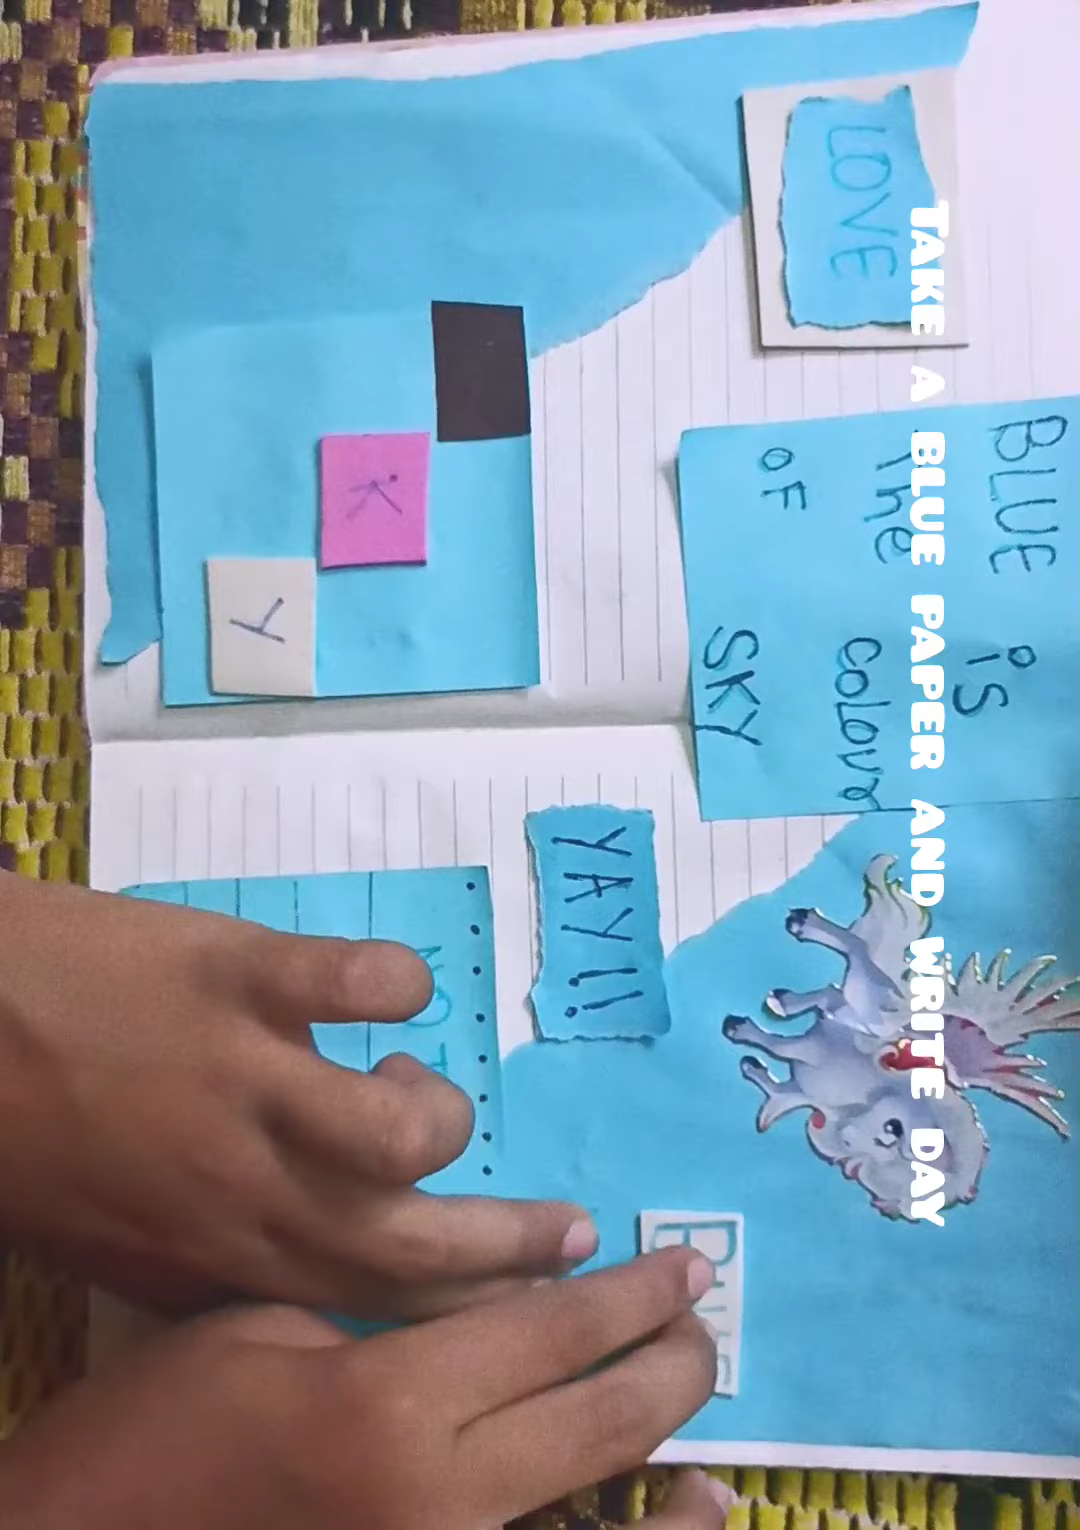 TAKE A BLUE PAPER AND WRITE DAY
LOVE
BLUE is
the colour
OF SKY
K
Y
YAY!!